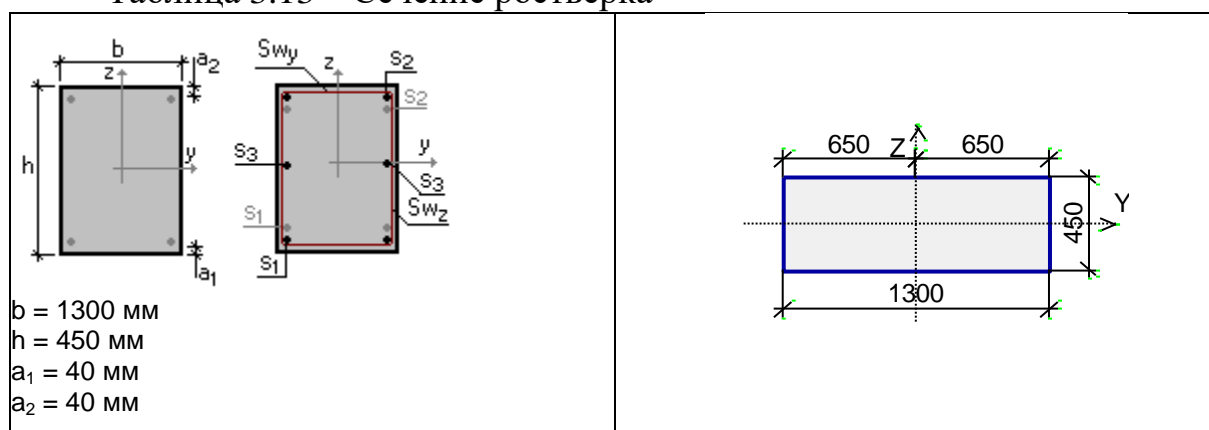 Таблица 3.13 – Сечение ростверка
b
z
a2
h
y
a1
Swy
z
s2
s2
s3
y
s3
s1
Swz
s1
b = 1300 мм
h = 450 мм
a1 = 40 мм
a2 = 40 мм
650
Z
650
450
Y
1300